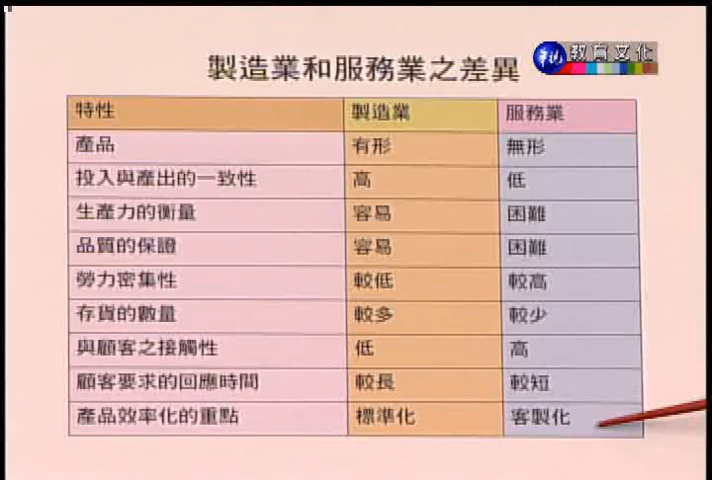 製造業和服務業之差異
華視 教育文化
特性 製造業 服務業
產品 有形 無形
投入與產出的一致性 高 低
生產力的衡量 容易 困難
品質的保證 容易 困難
勞力密集性 較低 較高
存貨的數量 較多 較少
與顧客之接觸性 低 高
顧客要求的回應時間 較長 較短
產品效率化的重點 標準化 客製化